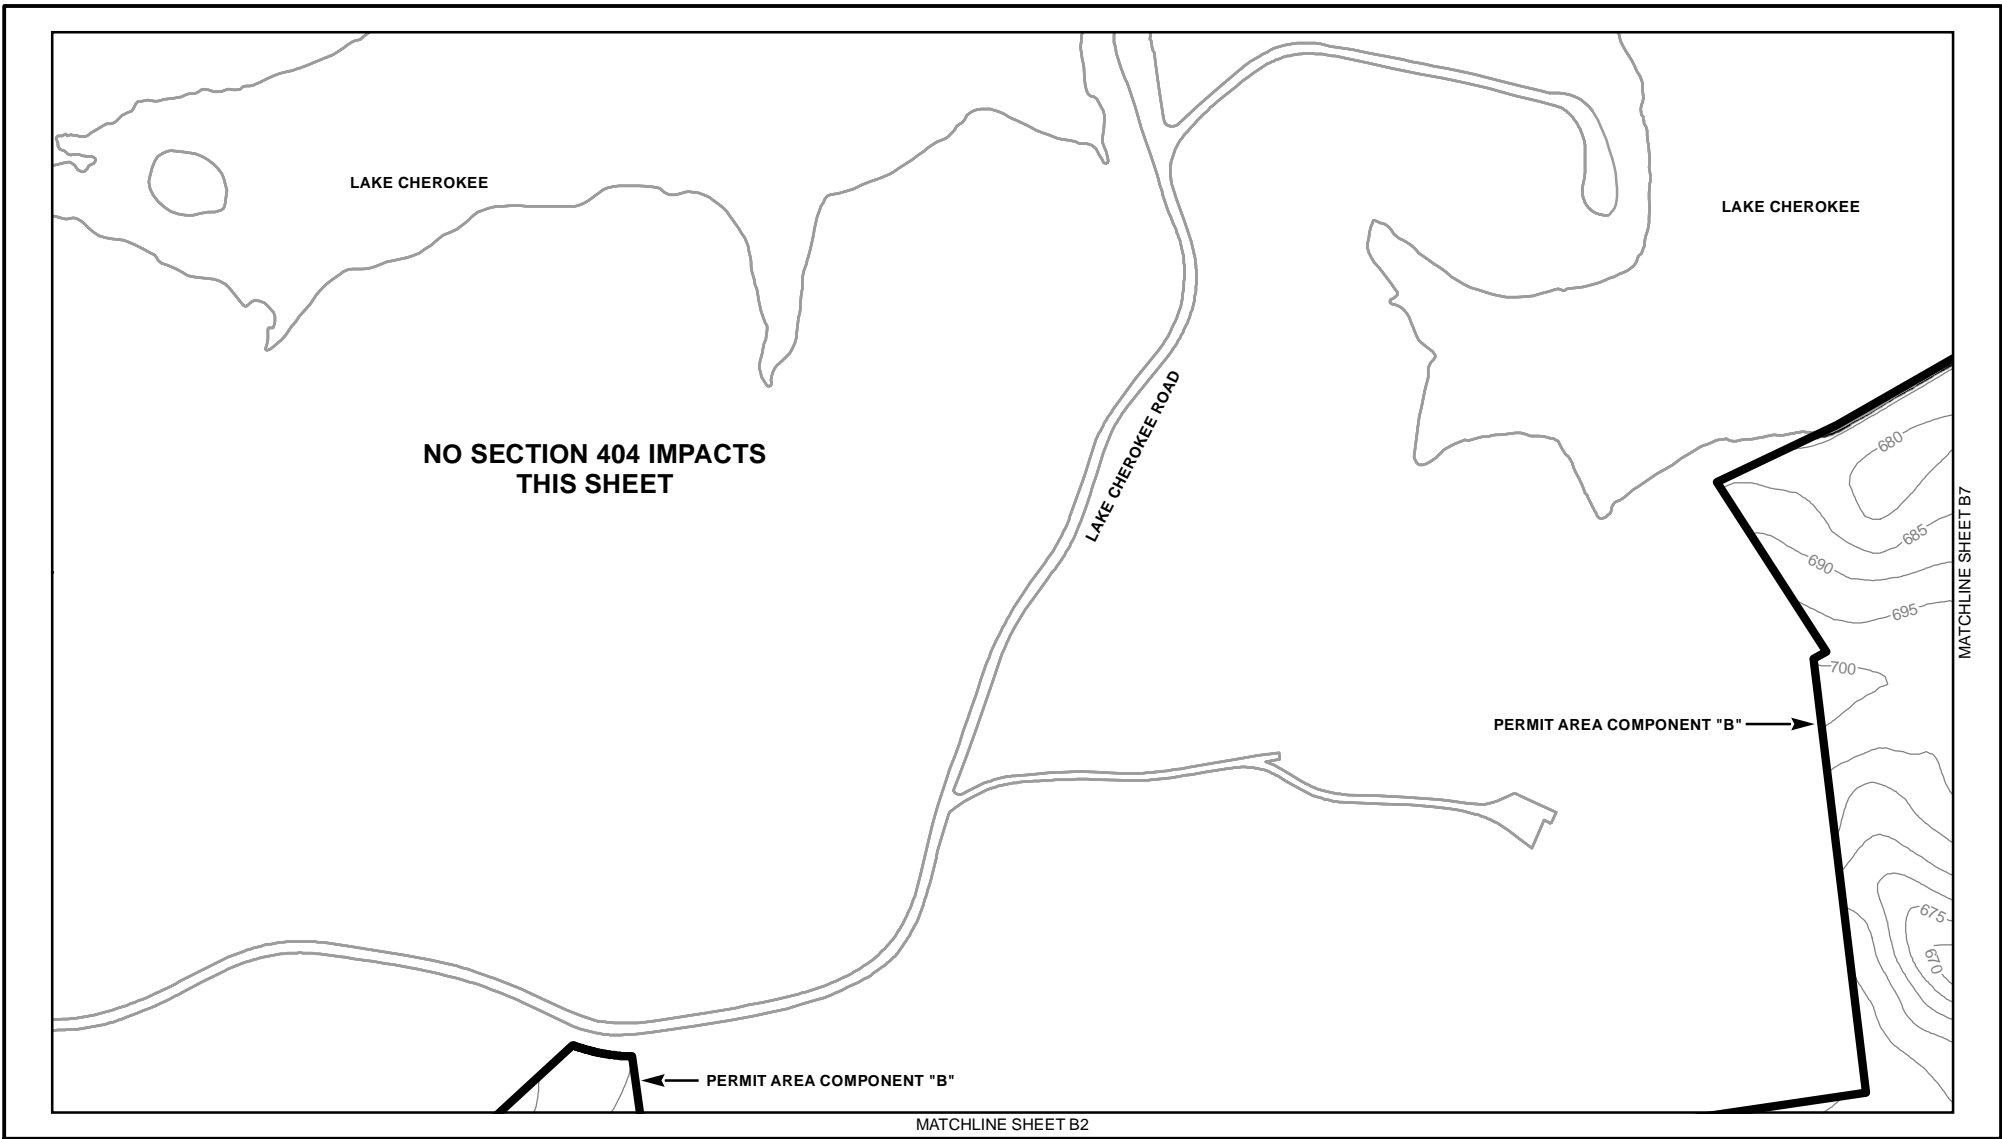 LAKE CHEROKEE
LAKE CHEROKEE
NO SECTION 404 IMPACTS
THIS SHEET
LAKE CHEROKEE ROAD
680
685
690
695
700
MATCHLINE SHEET B7
PERMIT AREA COMPONENT "B"
675
670
PERMIT AREA COMPONENT "B"
MATCHLINE SHEET B2